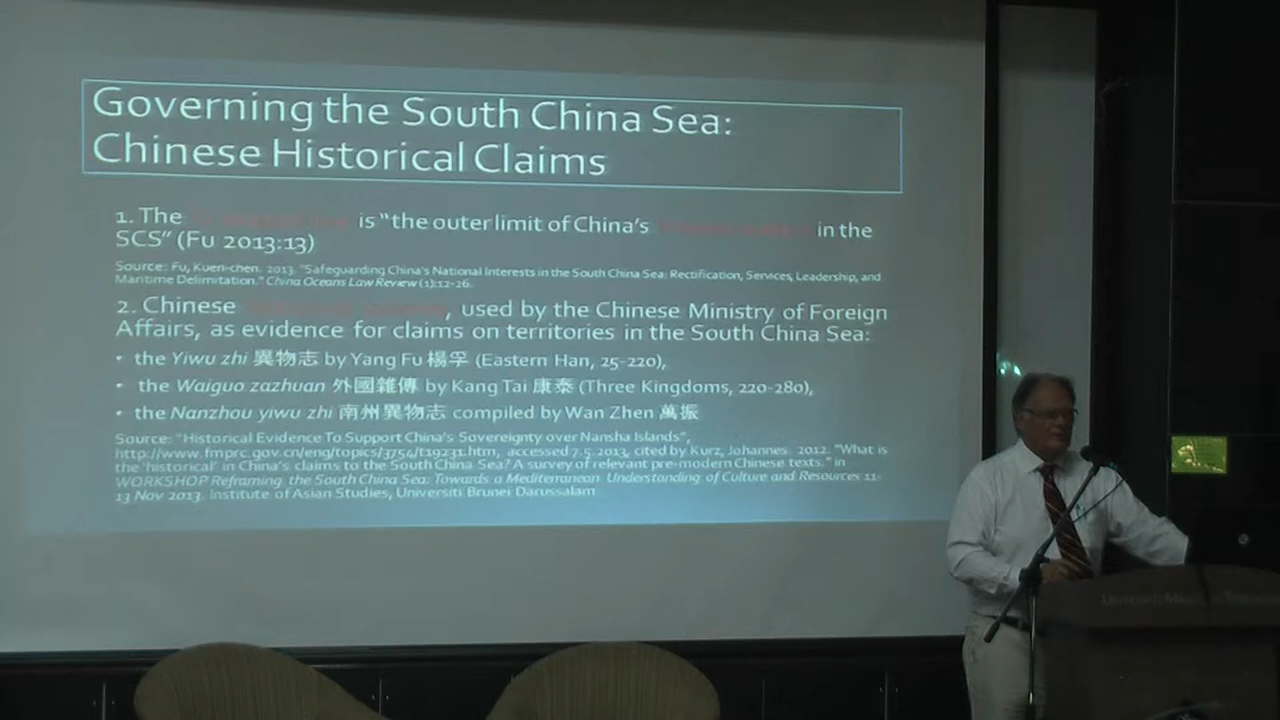 Governing the South China Sea:
Chinese Historical Claims
1. The is “the outer limit of China’s in the
SCS” (Fu 2013:13)
Source: Fu, Kuen-chen. 2013. “Safeguarding China’s National Interests in the South China Sea: Rectification, Services, Leadership, and
Maritime Delimitation.” China Oceans Law Review (1):12-26.
2. Chinese , used by the Chinese Ministry of Foreign
Affairs, as evidence for claims on territories in the South China Sea:
• the Yiwu zhi 異物志 by Yang Fu 楊孚 (Eastern Han, 25-220),
• the Waiguo zazhuan 外國雜傳 by Kang Tai 康泰 (Three Kingdoms, 220-280),
• the Nanzhou yiwu zhi 南州異物志 compiled by Wan Zhen 萬振
Source: “Historical Evidence To Support China’s Sovereignty over Nansha Islands”,
http://www.fmprc.gov.cn/eng/topics/3754/t19231.htm, accessed 7.5.2013, cited by Kurz, Johannes. 2012. “What is
the ‘historical’ in China’s claims to the South China Sea? A survey of relevant pre-modern Chinese texts.” in
WORKSHOP Reframing the South China Sea: Towards a Mediterranean Understanding of Culture and Resources 11-
13 Nov 2013. Institute of Asian Studies, Universiti Brunei Darussalam
UNIVERSITI